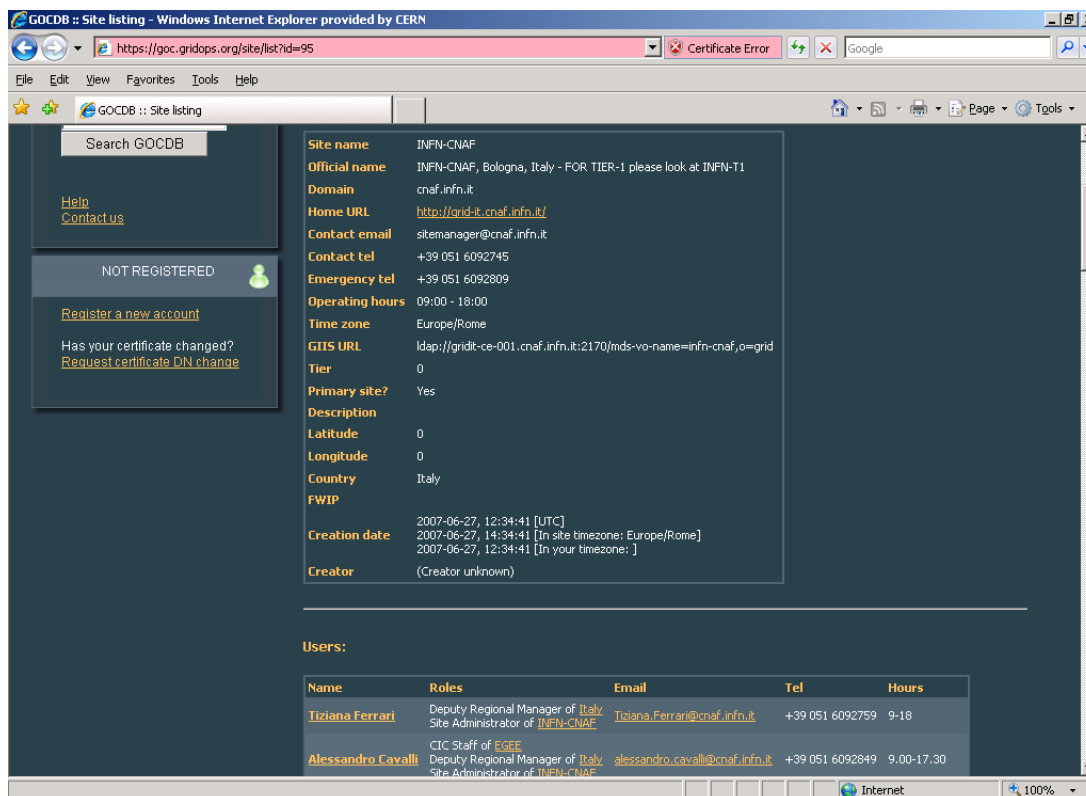 GOCDB :: Site listing - Windows Internet Explorer provided by CERN
https://goc.gridops.org/site/list?id=95
Certificate Error
Google
File Edit View Favorites Tools Help
GOCDB :: Site listing
Page Tools
Search GOCDB
Help
Contact us
NOT REGISTERED
Register a new account
Has your certificate changed?
Request certificate DN change
Site name INFN-CNAF
Official name INFN-CNAF, Bologna, Italy - FOR TIER-1 please look at INFN-T1
Domain cnaf.infn.it
Home URL http://grid-it.cnaf.infn.it/
Contact email sitemanager@cnaf.infn.it
Contact tel +39 051 6092745
Emergency tel +39 051 6092809
Operating hours 09:00 - 18:00
Time zone Europe/Rome
GIIS URL ldap://gridit-ce-001.cnaf.infn.it:2170/mds-vo-name=infn-cnaf,o=grid
Tier 0
Primary site? Yes
Description
Latitude 0
Longitude 0
Country Italy
FWIP
2007-06-27, 12:34:41 [UTC]
Creation date 2007-06-27, 14:34:41 [In site timezone: Europe/Rome]
2007-06-27, 12:34:41 [In your timezone: ]
Creator (Creator unknown)
Users:
Name Roles Email Tel Hours
Deputy Regional Manager of Italy
Tiziana Ferrari Tiziana.Ferrari@cnaf.infn.it +39 051 6092759 9-18
Site Administrator of INFN-CNAF
CIC Staff of EGEE
Alessandro Cavalli Deputy Regional Manager of Italy alessandro.cavalli@cnaf.infn.it +39 051 6092849 9.00-17.30
Site Administrator of INFN-CNAF
Internet 100%